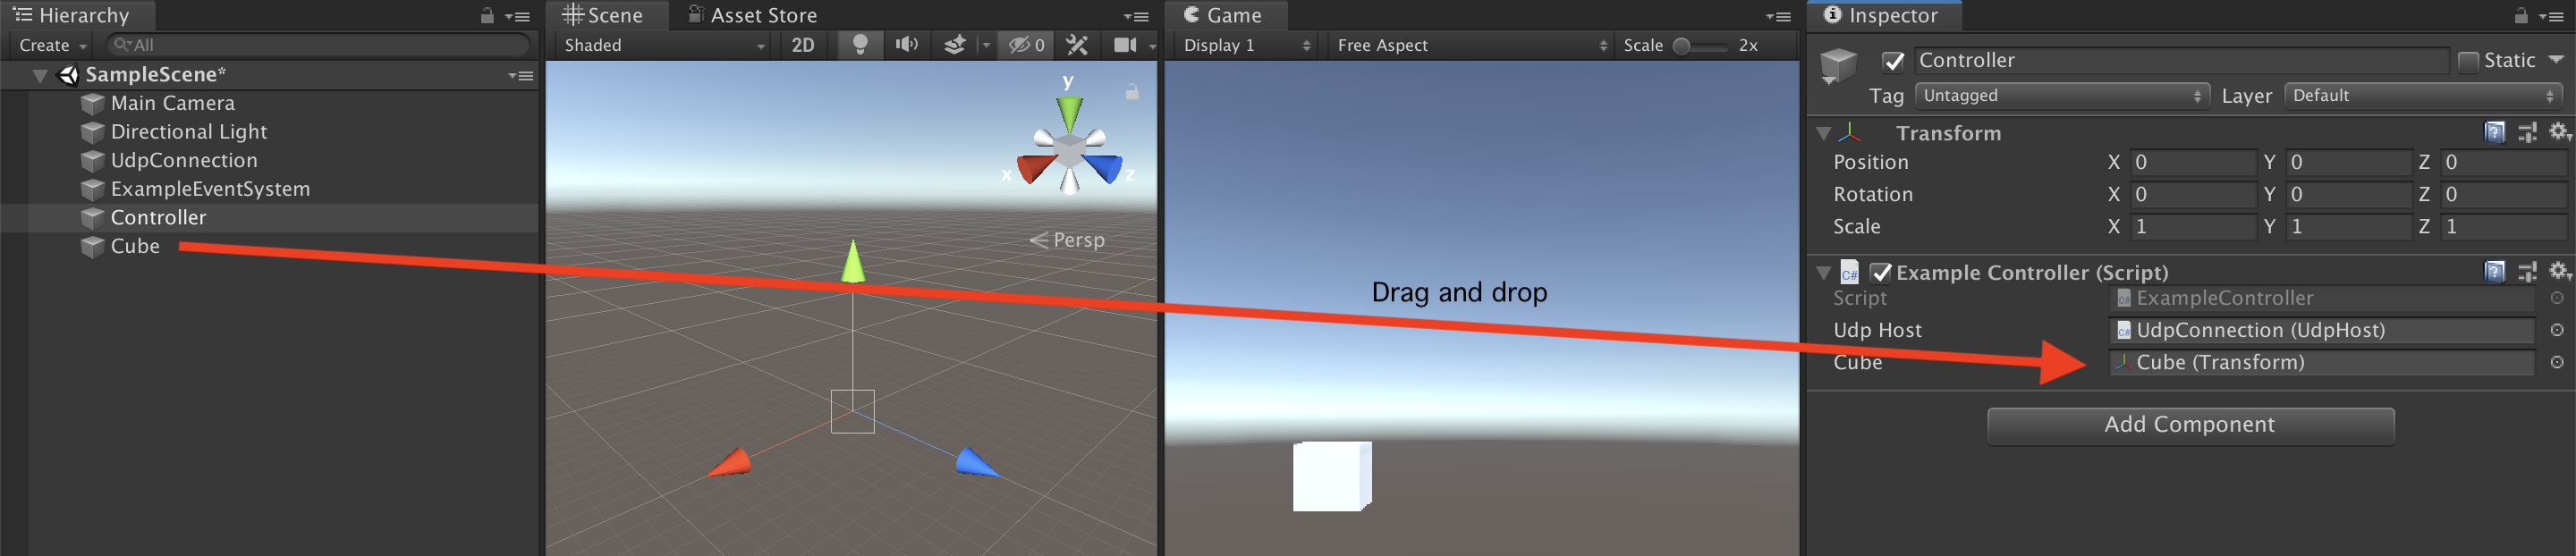 Hierarchy
Create
All
SampleScene*
Main Camera
Directional Light
UdpConnection
ExampleEventSystem
Controller
Cube
Scene
Asset Store
Shaded
2D
0
y
x
z
Persp
Game
Display 1
Free Aspect
Scale
2x
Drag and drop
Inspector
Controller
Static
Tag
Untagged
Layer
Default
Transform
Position X 0 Y 0 Z 0
Rotation X 0 Y 0 Z 0
Scale X 1 Y 1 Z 1
C# Example Controller (Script)
Script C# ExampleController
Udp Host C# UdpConnection (UdpHost)
Cube Cube (Transform)
Add Component